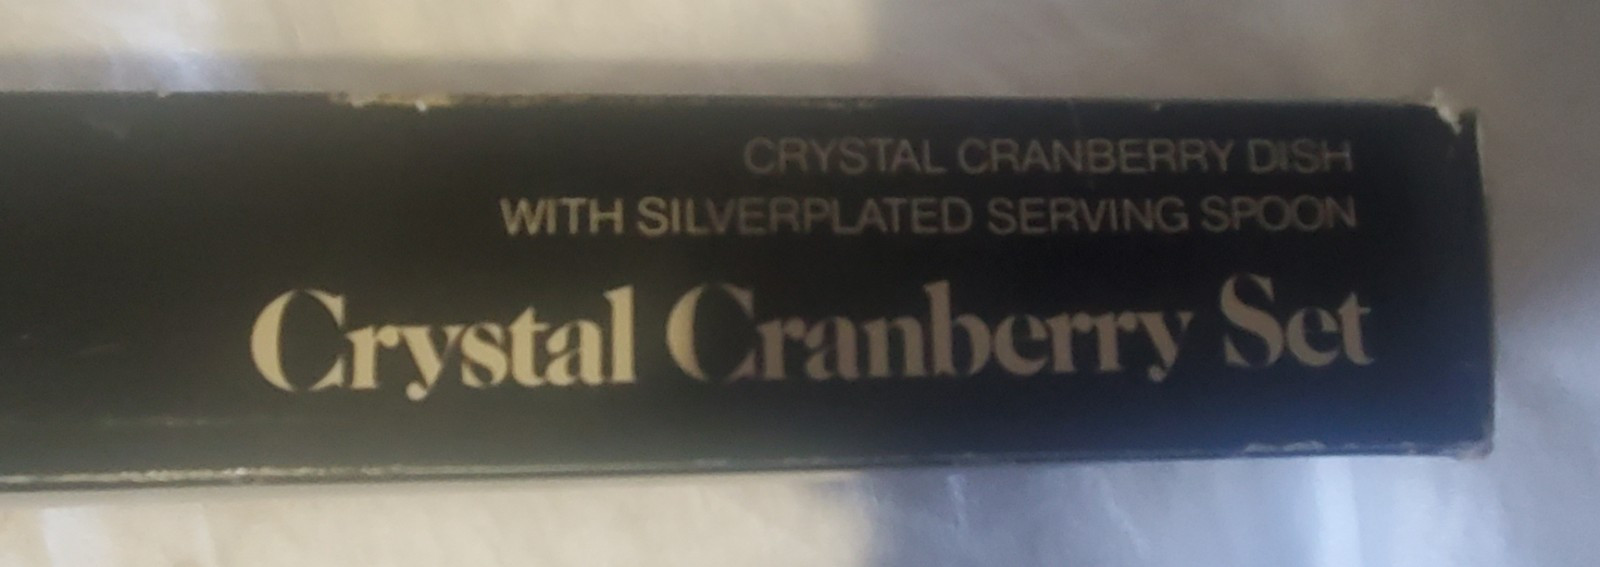 CRYSTAL CRANBERRY DISH
WITH SILVERPLATED SERVING SPOON
Crystal Cranberry Set